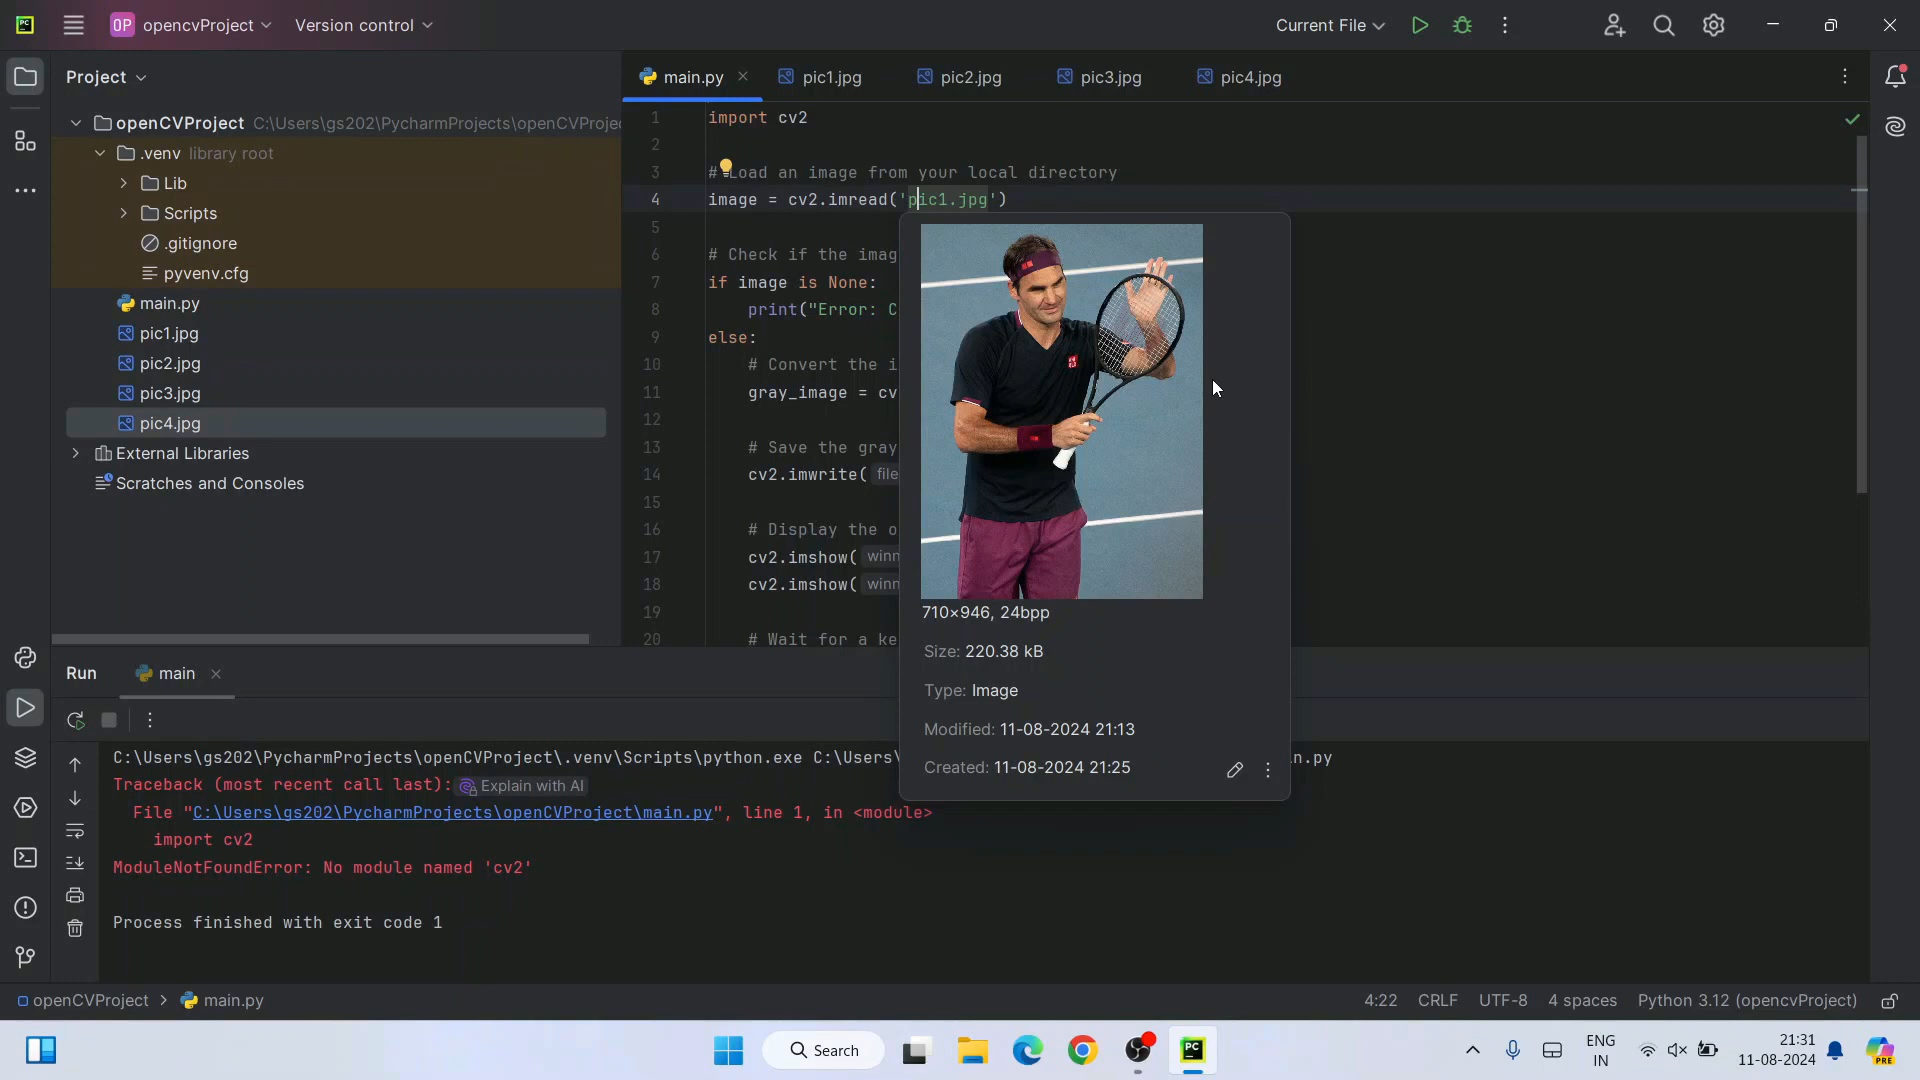 PC
OP opencvProject
Version control
Current File
Project
main.py
pic1.jpg
pic2.jpg
pic3.jpg
pic4.jpg
openCVProject C:\Users\gs202\PycharmProjects\openCVProje
.venv library root
Lib
Scripts
.gitignore
pyvenv.cfg
main.py
pic1.jpg
pic2.jpg
pic3.jpg
pic4.jpg
External Libraries
Scratches and Consoles
1 import cv2
2
3 # Load an image from your local directory
4 image = cv2.imread('pic1.jpg')
5
6 # Check if the imag
7 if image is None:
8 print("Error: C
9 else:
10 # Convert the i
11 gray_image = cv
12
13 # Save the gray
14 cv2.imwrite( file
15
16 # Display the o
17 cv2.imshow( winn
18 cv2.imshow( winn
19
20 # Wait for a ke
710×946, 24bpp
Size: 220.38 kB
Type: Image
Modified: 11-08-2024 21:13
Created: 11-08-2024 21:25
Run
main
C:\Users\gs202\PycharmProjects\openCVProject\.venv\Scripts\python.exe C:\Users\ n.py
Traceback (most recent call last): Explain with AI
File "C:\Users\gs202\PycharmProjects\openCVProject\main.py", line 1, in <module>
import cv2
ModuleNotFoundError: No module named 'cv2'
Process finished with exit code 1
openCVProject > main.py
4:22 CRLF UTF-8 4 spaces Python 3.12 (opencvProject)
Search
PC
ENG
IN
21:31
11-08-2024
PRE